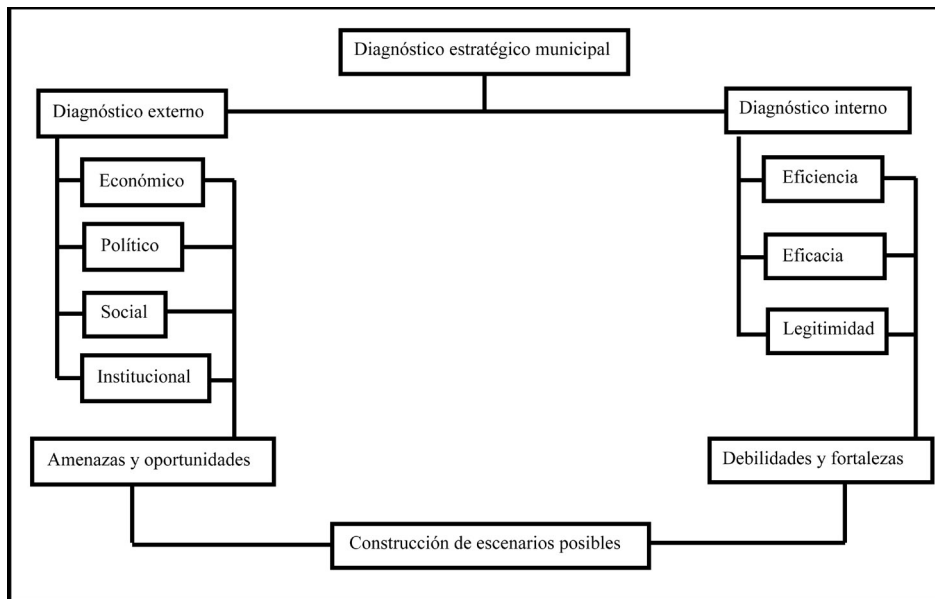 Diagnóstico estratégico municipal
Diagnóstico externo
Diagnóstico interno
Económico
Político
Social
Institucional
Eficiencia
Eficacia
Legitimidad
Amenazas y oportunidades
Debilidades y fortalezas
Construcción de escenarios posibles